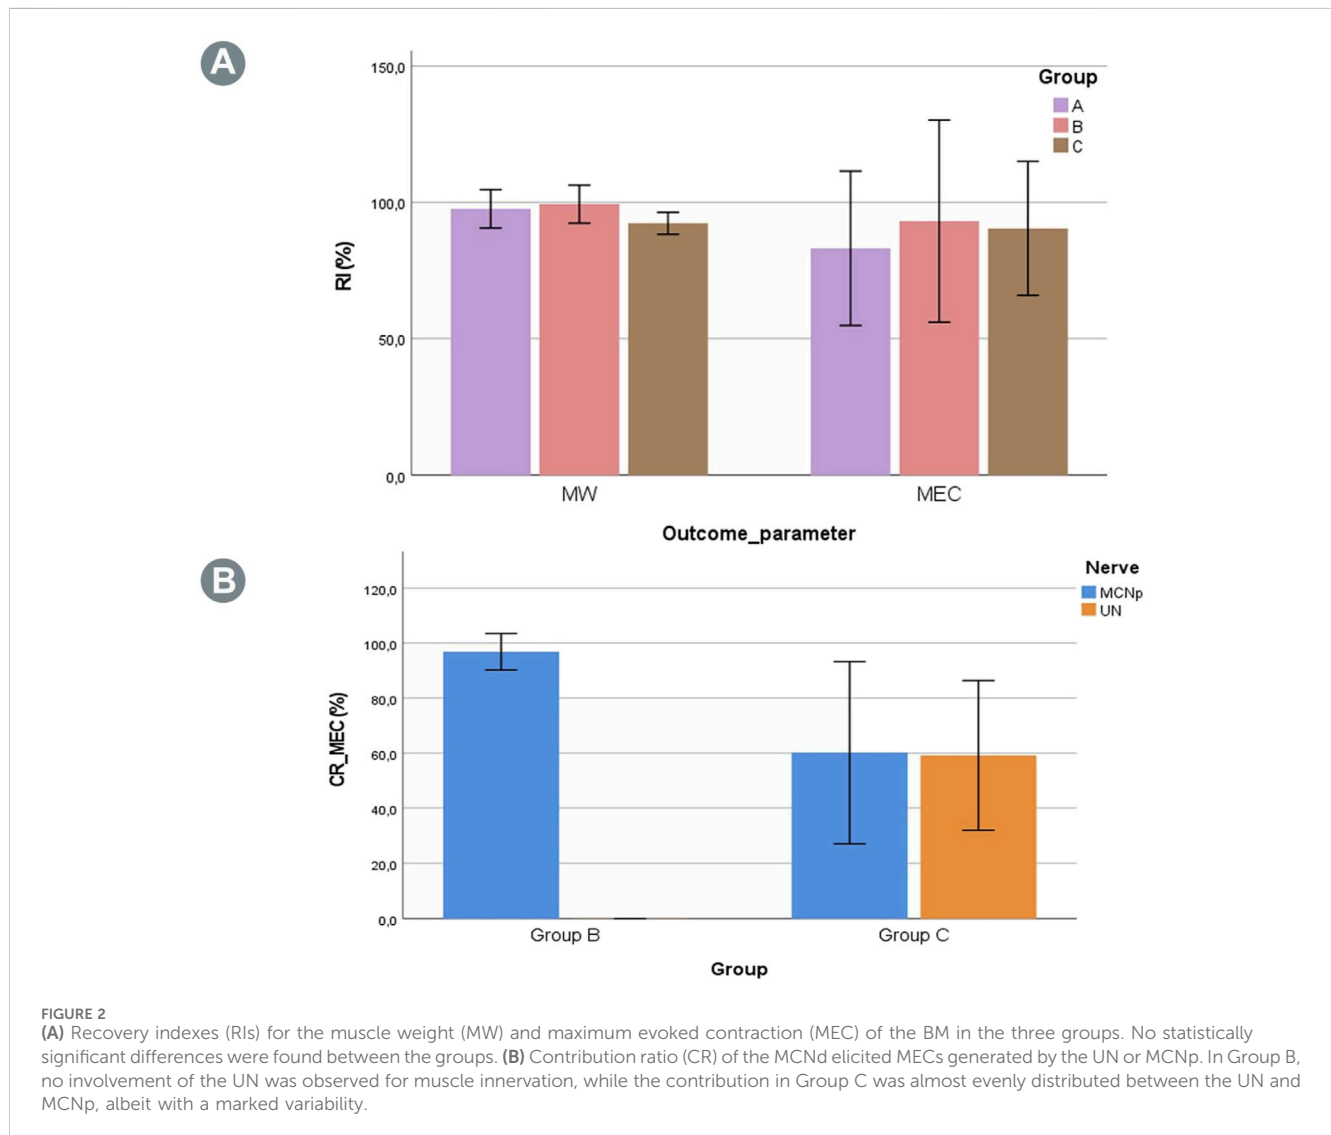 A
150,0
100,0
50,0
0,0
RI (%)
Group
A
B
C
MW
MEC
Outcome_parameter
B
120,0
100,0
80,0
60,0
40,0
20,0
0,0
CR_MEC (%)
Nerve
MCNp
UN
Group B
Group C
Group
FIGURE 2
(A) Recovery indexes (RIs) for the muscle weight (MW) and maximum evoked contraction (MEC) of the BM in the three groups. No statistically
significant differences were found between the groups. (B) Contribution ratio (CR) of the MCNd elicited MECs generated by the UN or MCNp. In Group B,
no involvement of the UN was observed for muscle innervation, while the contribution in Group C was almost evenly distributed between the UN and
MCNp, albeit with a marked variability.